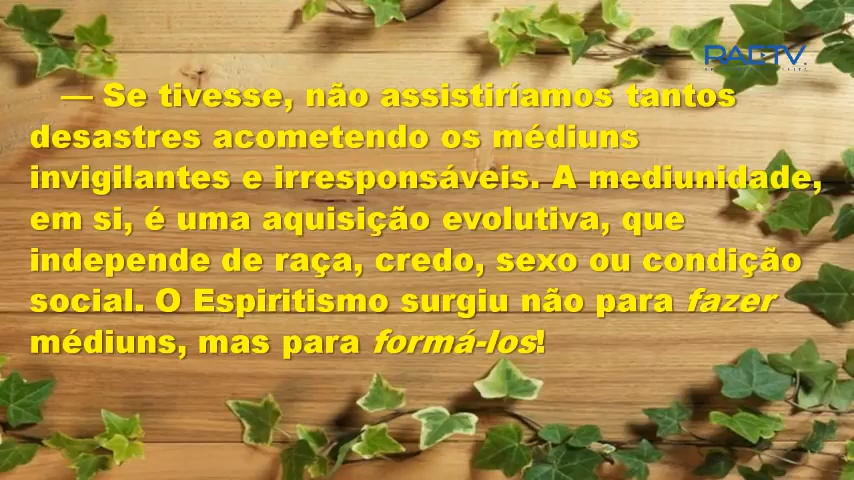 RAETV
— Se tivesse, não assistiríamos tantos
desastres acometendo os médiuns
invigilantes e irresponsáveis. A mediunidade,
em si, é uma aquisição evolutiva, que
independe de raça, credo, sexo ou condição
social. O Espiritismo surgiu não para fazer
médiuns, mas para formá-los!